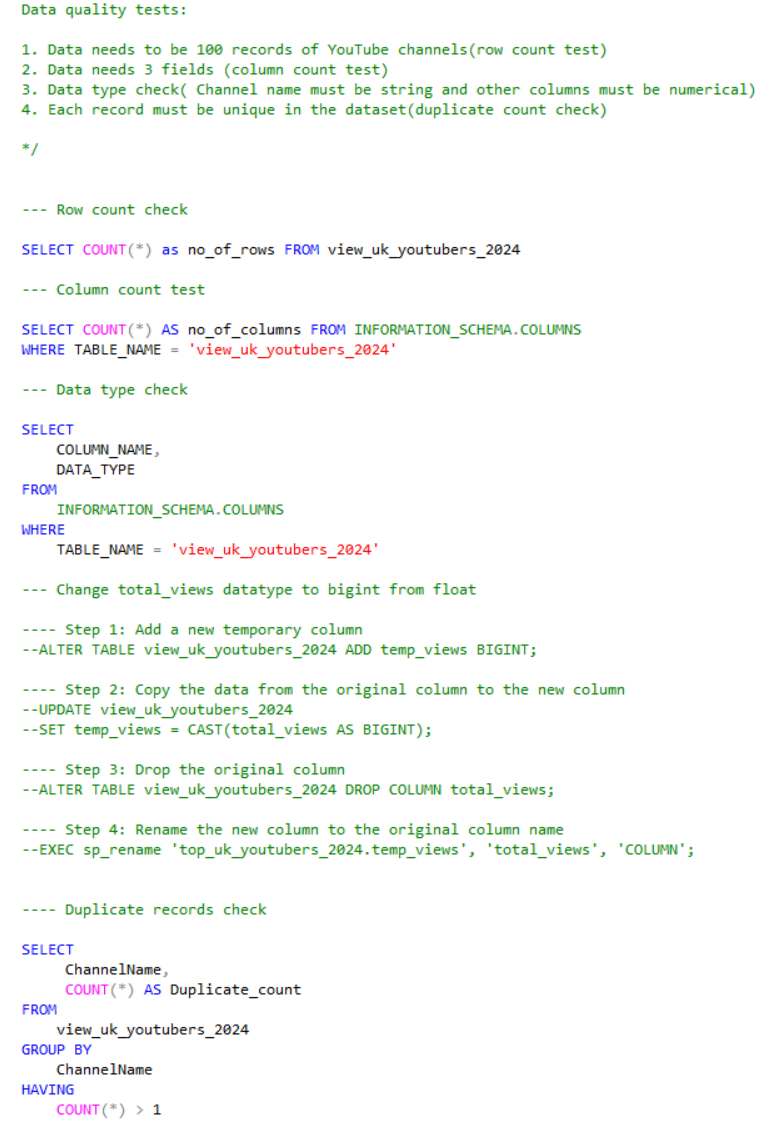 Data quality tests:
1. Data needs to be 100 records of YouTube channels(row count test)
2. Data needs 3 fields (column count test)
3. Data type check( Channel name must be string and other columns must be numerical)
4. Each record must be unique in the dataset(duplicate count check)
*/
--- Row count check
SELECT COUNT(*) as no_of_rows FROM view_uk_youtubers_2024
--- Column count test
SELECT COUNT(*) AS no_of_columns FROM INFORMATION_SCHEMA.COLUMNS
WHERE TABLE_NAME = 'view_uk_youtubers_2024'
--- Data type check
SELECT
COLUMN_NAME,
DATA_TYPE
FROM
INFORMATION_SCHEMA.COLUMNS
WHERE
TABLE_NAME = 'view_uk_youtubers_2024'
--- Change total_views datatype to bigint from float
---- Step 1: Add a new temporary column
--ALTER TABLE view_uk_youtubers_2024 ADD temp_views BIGINT;
---- Step 2: Copy the data from the original column to the new column
--UPDATE view_uk_youtubers_2024
--SET temp_views = CAST(total_views AS BIGINT);
---- Step 3: Drop the original column
--ALTER TABLE view_uk_youtubers_2024 DROP COLUMN total_views;
---- Step 4: Rename the new column to the original column name
--EXEC sp_rename 'top_uk_youtubers_2024.temp_views', 'total_views', 'COLUMN';
---- Duplicate records check
SELECT
ChannelName,
COUNT(*) AS Duplicate_count
FROM
view_uk_youtubers_2024
GROUP BY
ChannelName
HAVING
COUNT(*) > 1